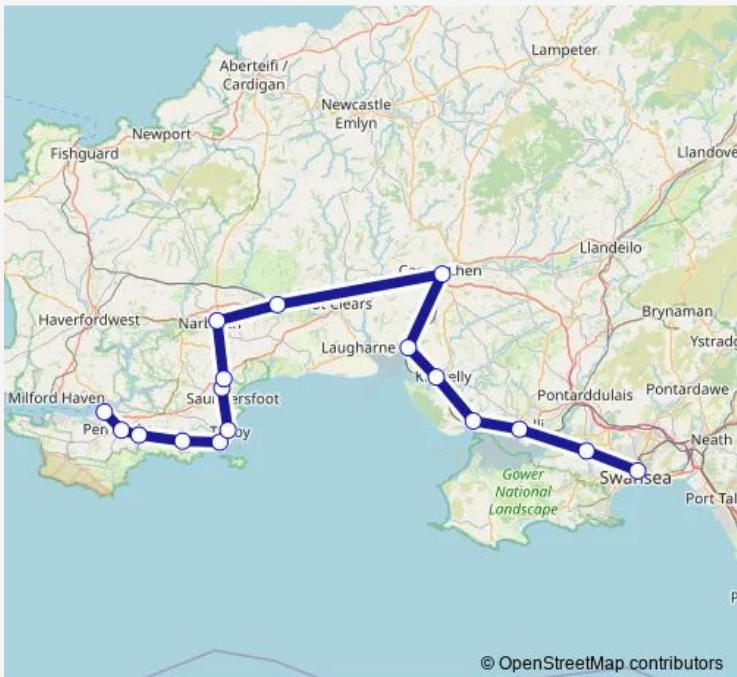 Lampeter
Aberteifi /
Cardigan
Newcastle
Emlyn
Newport
Fishguard
Llandove
Llandeilo
Haverfordwest
Brynaman
Laugharne
Ystradg
Milford Haven
Pontarddulais
Pontardawe
Neath
Swansea
Gower
National
Landscape
Port Tal
© OpenStreetMap contributors